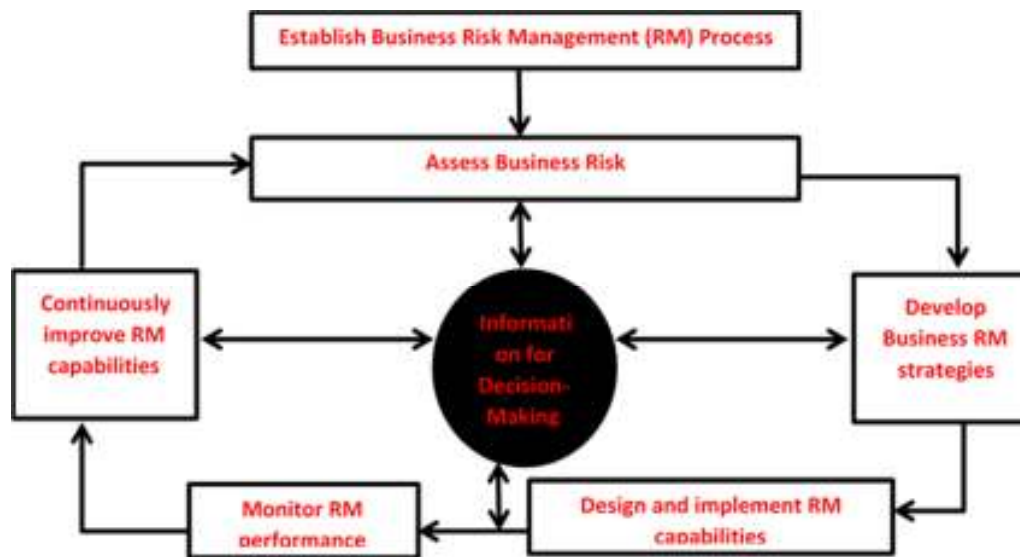 Establish Business Risk Management (RM) Process
Assess Business Risk
Continuously
improve RM
capabilities
Informati
on for
Decision-
Making
Develop
Business RM
strategies
Monitor RM
performance
Design and implement RM
capabilities